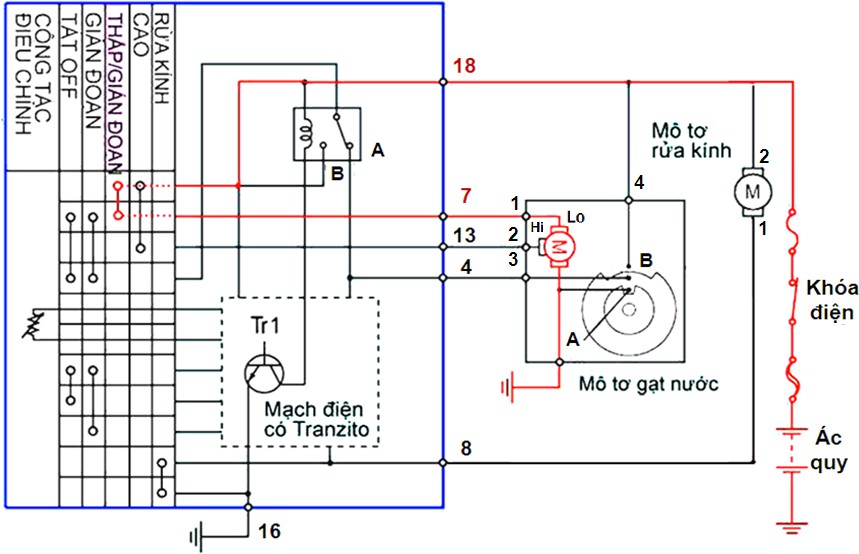 CÔNG TẮC
ĐIỀU CHỈNH
TẮT OFF
GIÁN ĐOẠN
THẤP/GIÁN ĐOẠN
CAO
RỬA KÍNH
A
B
18
7
13
4
8
16
Tr1
Mạch điện
có Tranzito
Mô tơ
rửa kính
2
M
1
4
1
2
3
Hi
Lo
M
B
A
Mô tơ gạt nước
Khóa
điện
Ác
quy